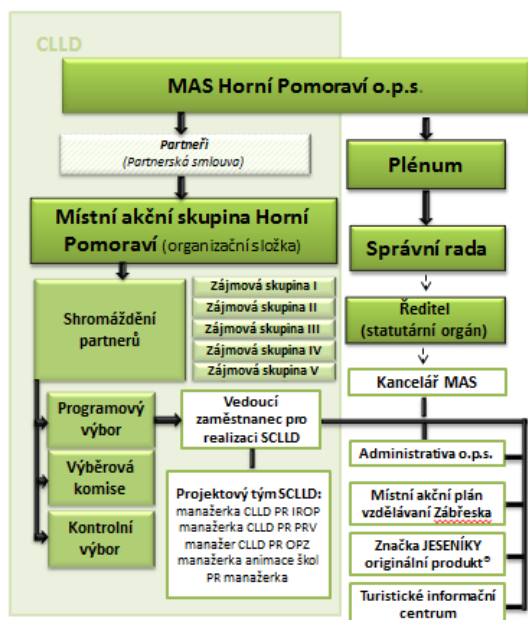 CLLD
MAS Horní Pomoraví o.p.s.
Partneři
(Partnerská smlouva)
Místní akční skupina Horní
Pomoraví (organizační složka)
Shromáždění
partnerů
Zájmová skupina I
Zájmová skupina II
Zájmová skupina III
Zájmová skupina IV
Zájmová skupina V
Programový
výbor
Výběrová
komise
Kontrolní
výbor
Vedoucí
zaměstnanec pro
realizaci SCLLD
Projektový tým SCLLD:
manažerka CLLD PR IROP
manažerka CLLD PR PRV
manažer CLLD PR OPZ
manažerka animace škol
PR manažerka
Plénum
Správní rada
Ředitel
(statutární orgán)
Kancelář MAS
Administrativa o.p.s.
Místní akční plán
vzdělávaní Zábřeska
Značka JESENÍKY
originální produkt®
Turistické informační
centrum